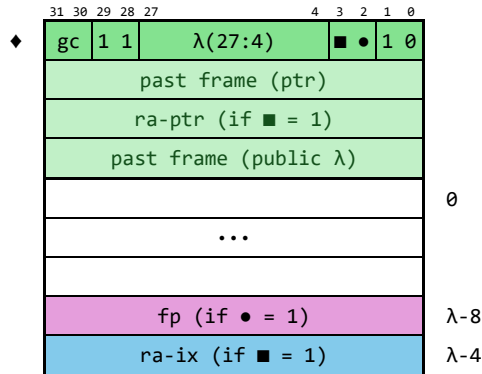 31 30 29 28 27 4 3 2 1 0
♦ gc 1 1 λ(27:4) ■ ● 1 0
past frame (ptr)
ra-ptr (if ■ = 1)
past frame (public λ)
0
...
fp (if ● = 1) λ-8
ra-ix (if ■ = 1) λ-4